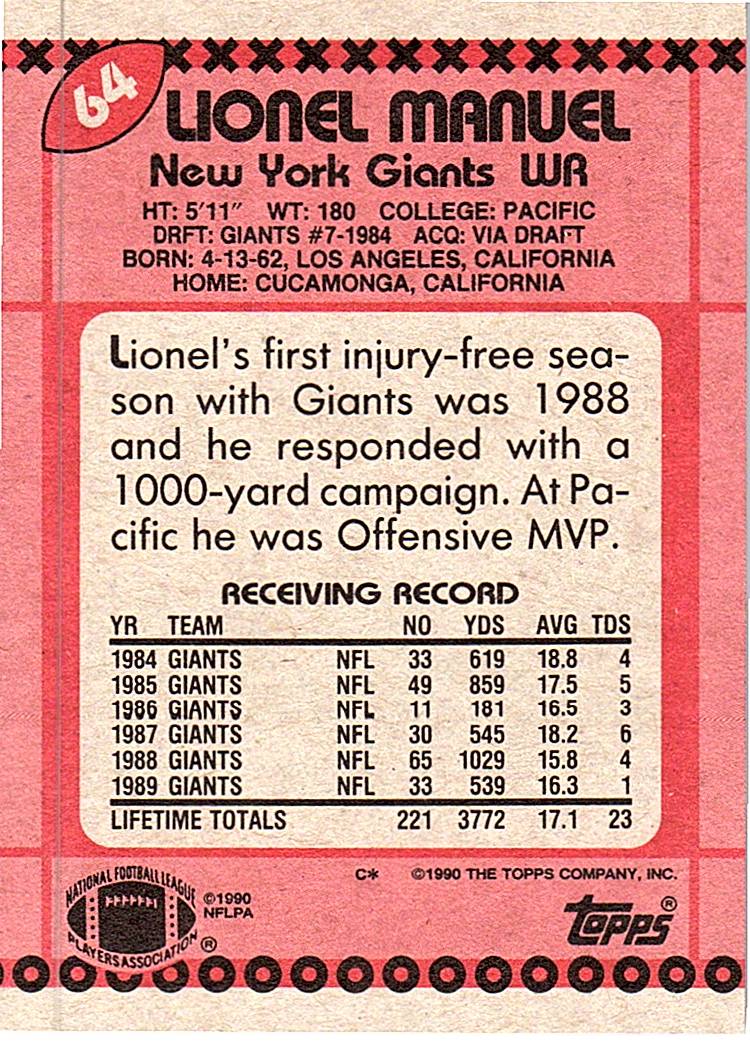 64
LIONEL MANUEL
New York Giants WR
HT: 5'11" WT: 180 COLLEGE: PACIFIC
DRFT: GIANTS #7-1984 ACQ: VIA DRAFT
BORN: 4-13-62, LOS ANGELES, CALIFORNIA
HOME: CUCAMONGA, CALIFORNIA
Lionel's first injury-free sea-
son with Giants was 1988
and he responded with a
1000-yard campaign. At Pa-
cific he was Offensive MVP.
RECEIVING RECORD
YR TEAM NO YDS AVG TDS
1984 GIANTS NFL 33 619 18.8 4
1985 GIANTS NFL 49 859 17.5 5
1986 GIANTS NFL 11 181 16.5 3
1987 GIANTS NFL 30 545 18.2 6
1988 GIANTS NFL 65 1029 15.8 4
1989 GIANTS NFL 33 539 16.3 1
LIFETIME TOTALS 221 3772 17.1 23
C* ©1990 THE TOPPS COMPANY, INC.
NATIONAL FOOTBALL LEAGUE
PLAYERS ASSOCIATION ®
©1990
NFLPA
topps®